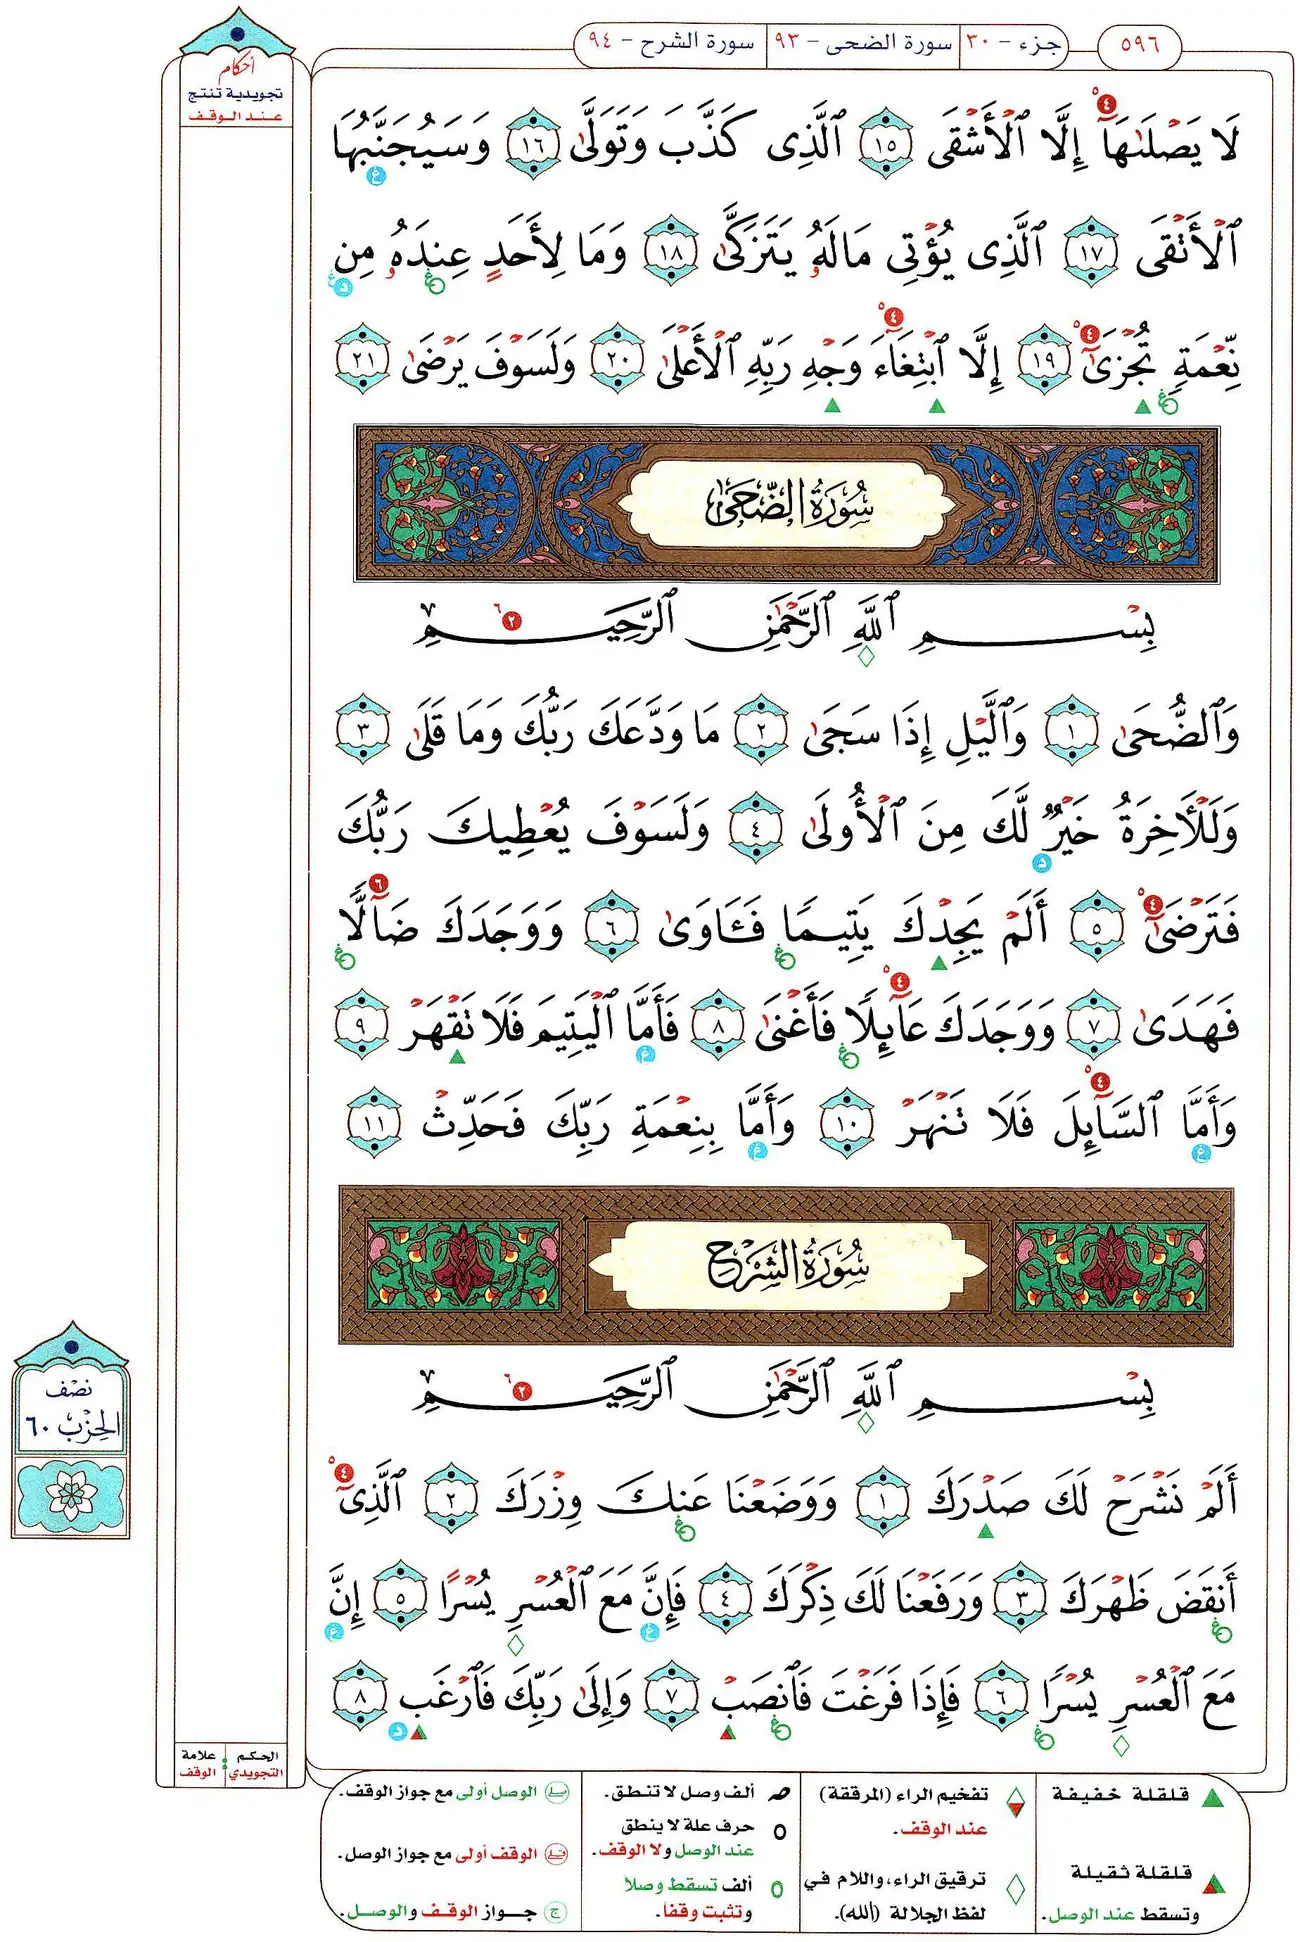 ٥٩٦
جزء - ٣٠ | سورة الضحى - ٩٣ | سورة الشرح - ٩٤
أحكام
تجويدية تنتج
عند الوقف
لَا يَصْلَىٰهَآ إِلَّا ٱلْأَشْقَى ١٥ ٱلَّذِى كَذَّبَ وَتَوَلَّىٰ ١٦ وَسَيُجَنَّبُهَا
ٱلْأَتْقَى ١٧ ٱلَّذِى يُؤْتِى مَالَهُۥ يَتَزَكَّىٰ ١٨ وَمَا لِأَحَدٍ عِندَهُۥ مِن
نِّعْمَةٍ تُجْزَىٰٓ ١٩ إِلَّا ٱبْتِغَآءَ وَجْهِ رَبِّهِ ٱلْأَعْلَىٰ ٢٠ وَلَسَوْفَ يَرْضَىٰ ٢١
سُورَةُ الضُّحَىٰ
بِسْمِ ٱللَّهِ ٱلرَّحْمَٰنِ ٱلرَّحِيمِ
وَٱلضُّحَىٰ ١ وَٱلَّيْلِ إِذَا سَجَىٰ ٢ مَا وَدَّعَكَ رَبُّكَ وَمَا قَلَىٰ ٣
وَلَلْأَخِرَةُ خَيْرٌ لَّكَ مِنَ ٱلْأُولَىٰ ٤ وَلَسَوْفَ يُعْطِيكَ رَبُّكَ
فَتَرْضَىٰٓ ٥ أَلَمْ يَجِدْكَ يَتِيمًا فَـَٔاوَىٰ ٦ وَوَجَدَكَ ضَآلًّا
فَهَدَىٰ ٧ وَوَجَدَكَ عَآئِلًا فَأَغْنَىٰ ٨ فَأَمَّا ٱلْيَتِيمَ فَلَا تَقْهَرْ ٩
وَأَمَّا ٱلسَّآئِلَ فَلَا تَنْهَرْ ١٠ وَأَمَّا بِنِعْمَةِ رَبِّكَ فَحَدِّثْ ١١
سُورَةُ الشَّرْحِ
بِسْمِ ٱللَّهِ ٱلرَّحْمَٰنِ ٱلرَّحِيمِ
أَلَمْ نَشْرَحْ لَكَ صَدْرَكَ ١ وَوَضَعْنَا عَنكَ وِزْرَكَ ٢ ٱلَّذِىٓ
أَنقَضَ ظَهْرَكَ ٣ وَرَفَعْنَا لَكَ ذِكْرَكَ ٤ فَإِنَّ مَعَ ٱلْعُسْرِ يُسْرًا ٥ إِنَّ
مَعَ ٱلْعُسْرِ يُسْرًا ٦ فَإِذَا فَرَغْتَ فَٱنصَبْ ٧ وَإِلَىٰ رَبِّكَ فَٱرْغَب ٨
نصف
الحزب ٦٠
الحكم التجويدي
علامة الوقف
قلقلة خفيفة
قلقلة ثقيلة
وتسقط عند الوصل.
تفخيم الراء (المرققة)
عند الوقف.
ترقيق الراء، واللام في
لفظ الجلالة (الله).
ألف وصل لا تنطق.
حرف علة لا ينطق
عند الوصل ولا الوقف.
ألف تسقط وصلا
وتثبت وقفا.
الوصل أولى مع جواز الوقف.
الوقف أولى مع جواز الوصل.
جـواز الوقـف والوصـل.